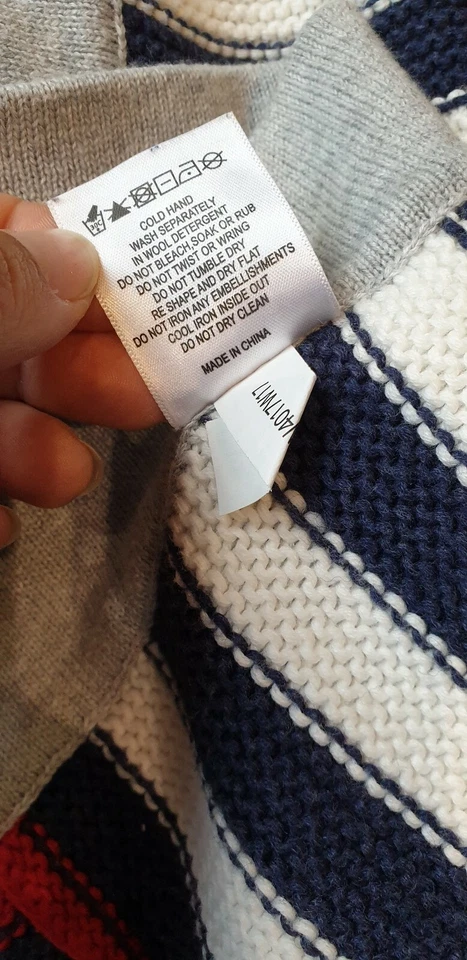 COLD HAND
WASH SEPARATELY
IN WOOL DETERGENT
DO NOT BLEACH,SOAK OR RUB
DO NOT TWIST OR WRING
DO NOT TUMBLE DRY
RE SHAPE AND DRY FLAT
DO NOT IRON ANY EMBELLISHMENTS
COOL IRON INSIDE OUT
DO NOT DRY CLEAN
MADE IN CHINA